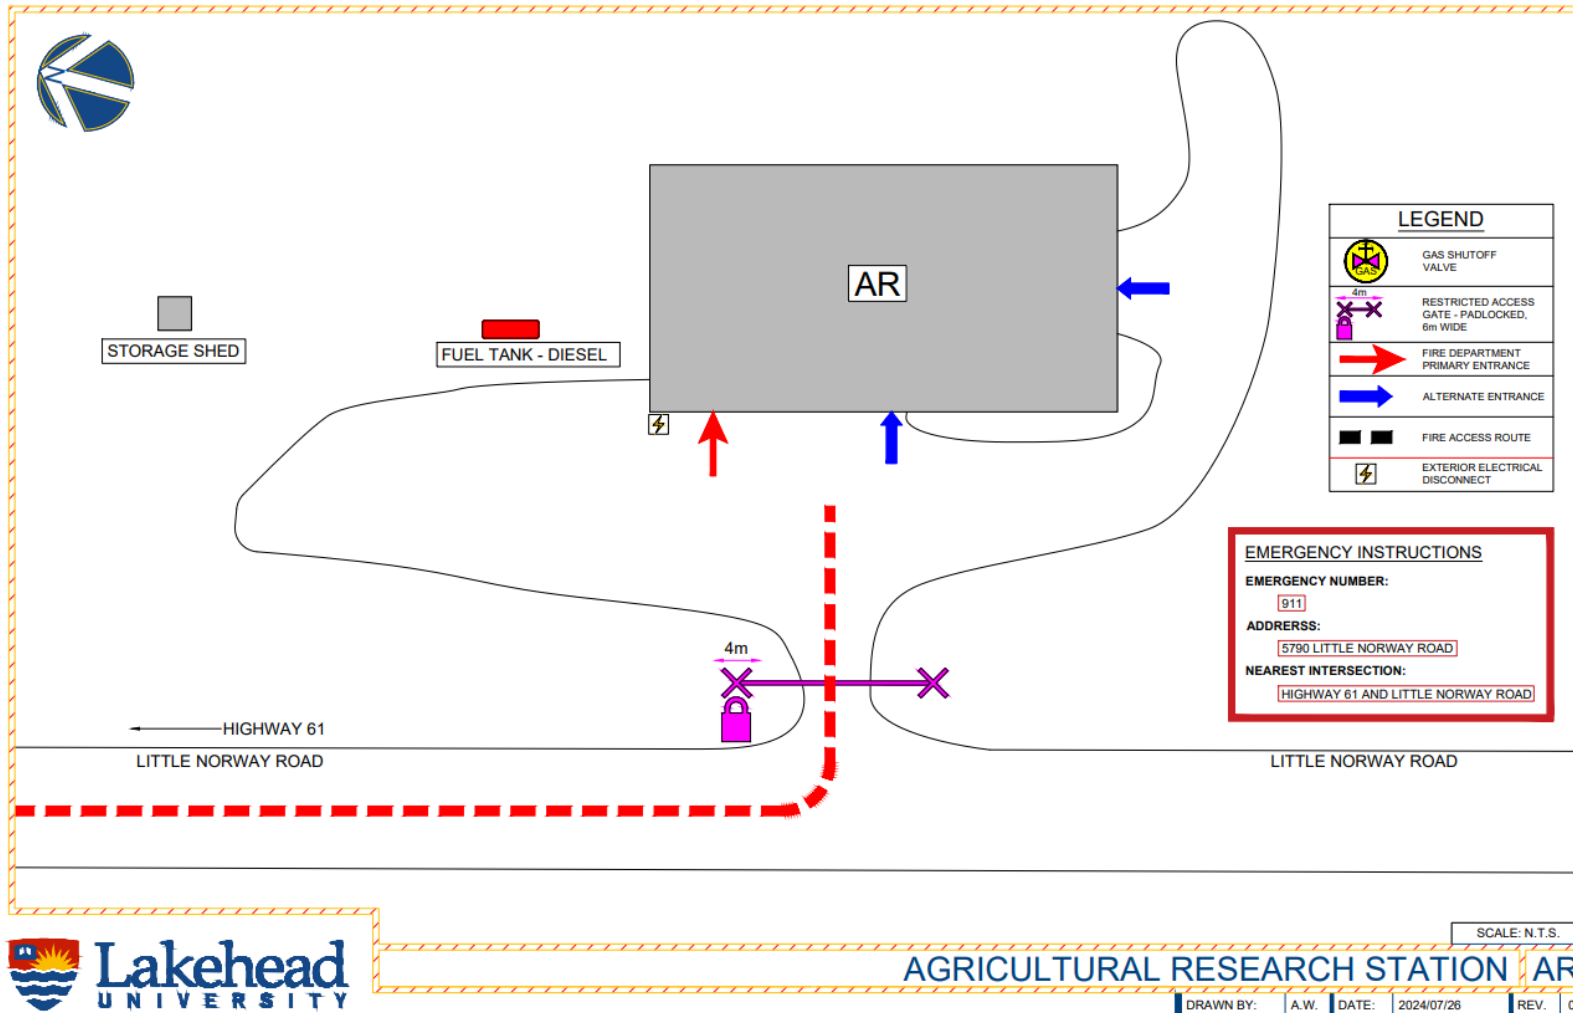 N
AR
STORAGE SHED
FUEL TANK - DIESEL
LEGEND
GAS
GAS SHUTOFF
VALVE
4m
RESTRICTED ACCESS
GATE - PADLOCKED,
6m WIDE
FIRE DEPARTMENT
PRIMARY ENTRANCE
ALTERNATE ENTRANCE
FIRE ACCESS ROUTE
EXTERIOR ELECTRICAL
DISCONNECT
EMERGENCY INSTRUCTIONS
EMERGENCY NUMBER:
911
ADDRERSS:
5790 LITTLE NORWAY ROAD
NEAREST INTERSECTION:
HIGHWAY 61 AND LITTLE NORWAY ROAD
4m
HIGHWAY 61
LITTLE NORWAY ROAD
LITTLE NORWAY ROAD
SCALE: N.T.S.
Lakehead
UNIVERSITY
AGRICULTURAL RESEARCH STATION
AR
DRAWN BY: A.W. DATE: 2024/07/26 REV. 0